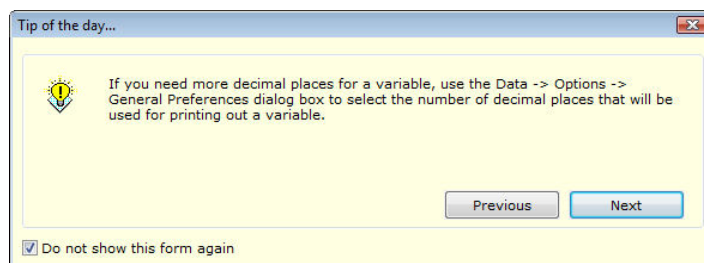 Tip of the day...
If you need more decimal places for a variable, use the Data -> Options ->
General Preferences dialog box to select the number of decimal places that will be
used for printing out a variable.
Previous
Next
Do not show this form again